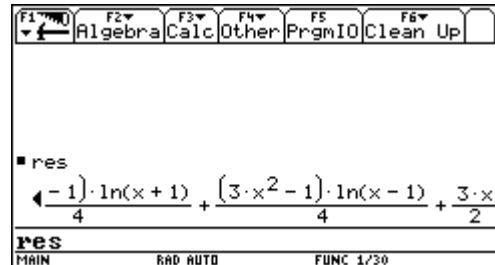 F1 F2 Algebra F3 Calc F4 Other F5 PrgmIO F6 Clean Up
▪ res
◀ - 1)·ln(x + 1)/4 + (3·x² - 1)·ln(x - 1)/4 + 3·x/2
res
MAIN RAD AUTO FUNC 1/30